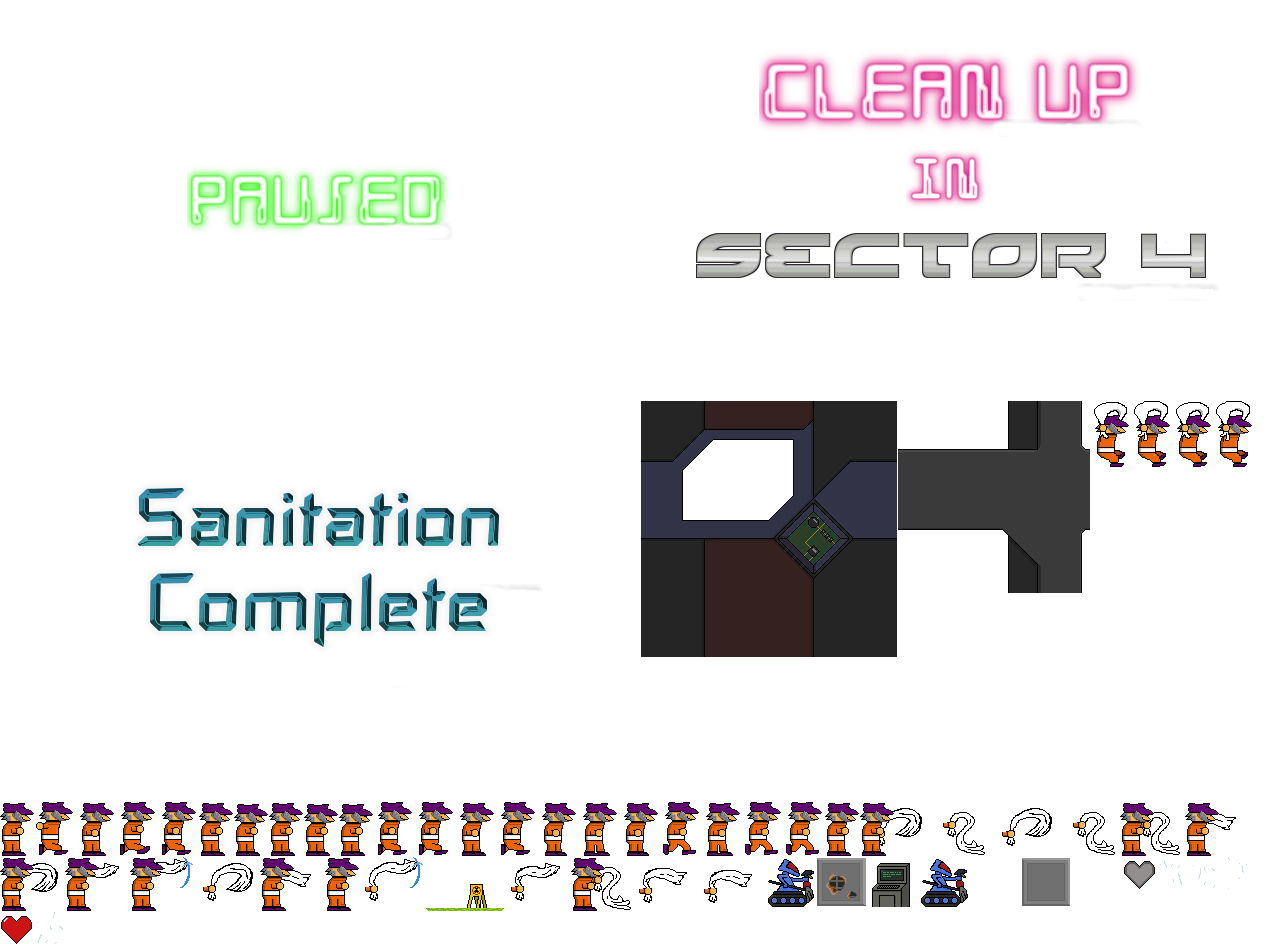 PAUSED
CLEAN UP
IN
SECTOR 4
Sanitation
Complete